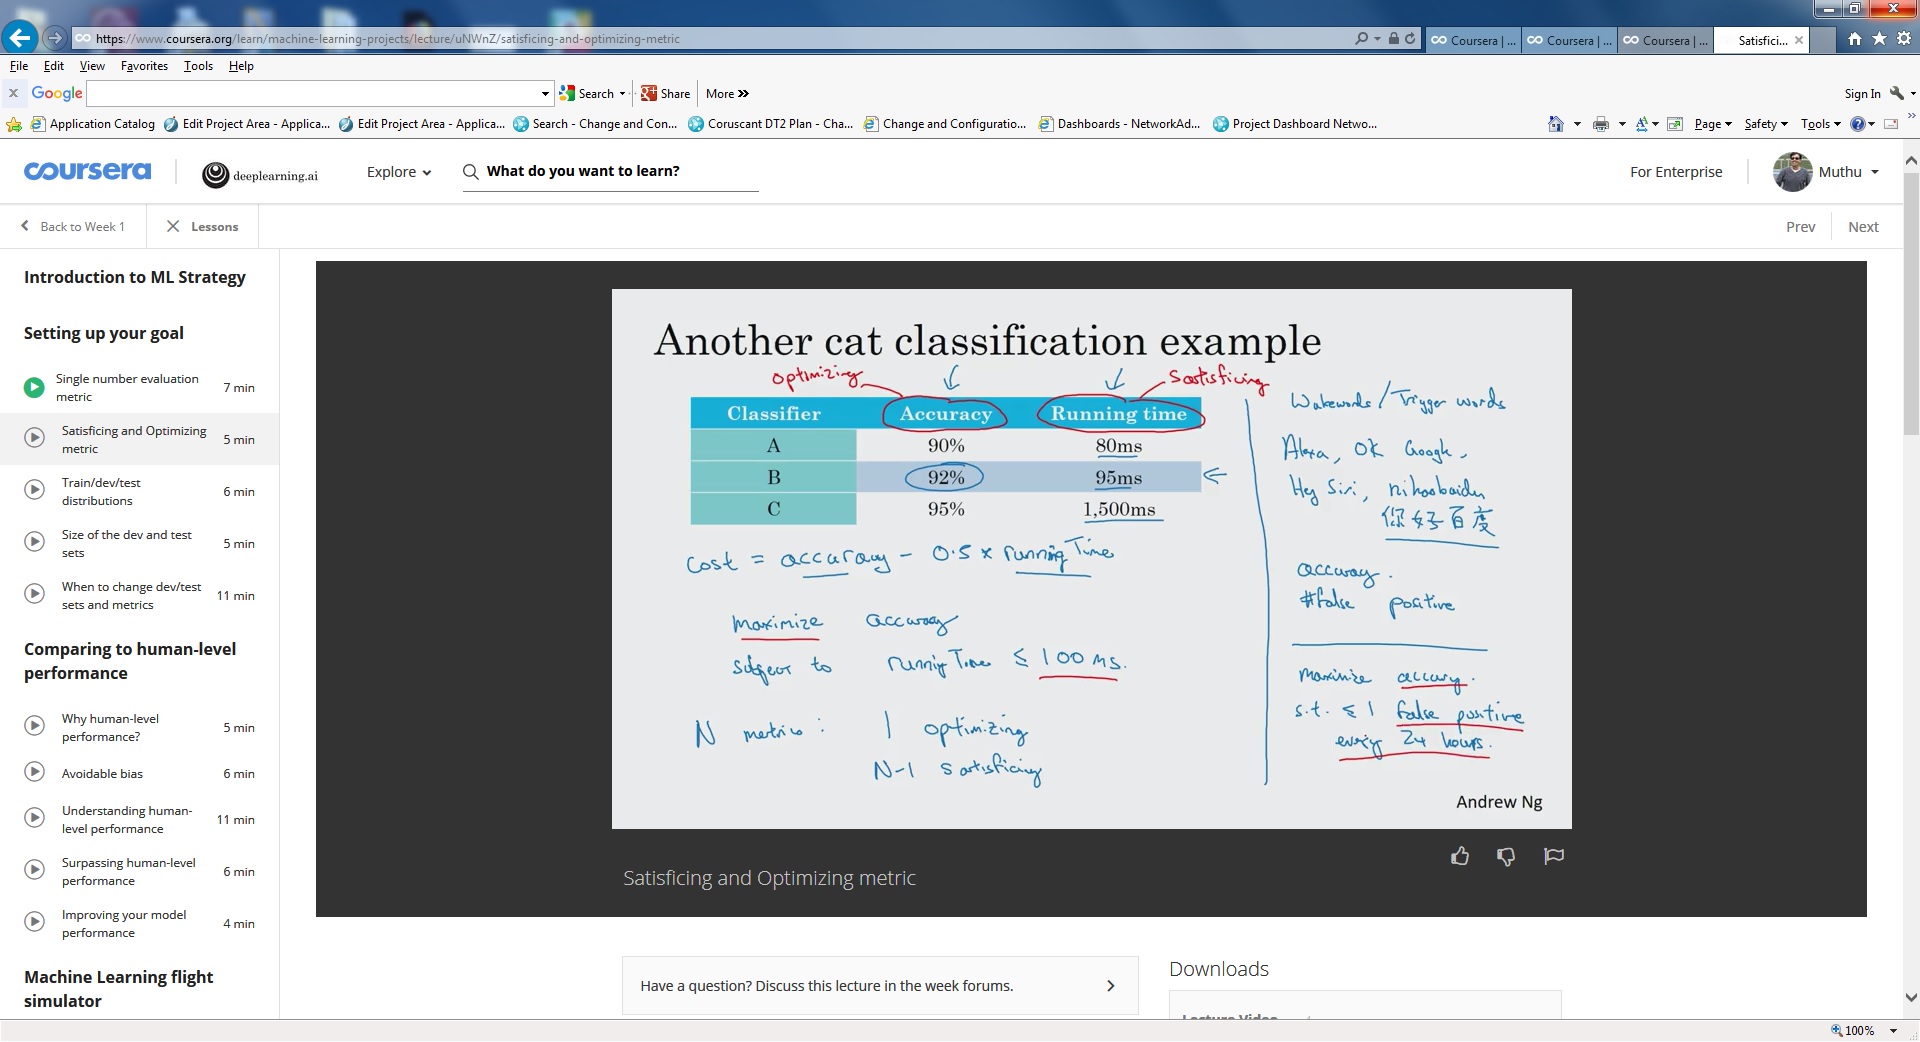 https://www.coursera.org/learn/machine-learning-projects/lecture/uNWnZ/satisficing-and-optimizing-metric
Coursera | ...
Coursera | ...
Coursera | ...
Satisfici...
File Edit View Favorites Tools Help
x Google Search Share More »
Sign In
Application Catalog
Edit Project Area - Applica...
Edit Project Area - Applica...
Search - Change and Con...
Coruscant DT2 Plan - Cha...
Change and Configuratio...
Dashboards - NetworkAd...
Project Dashboard Netwo...
Page Safety Tools
coursera
deeplearning.ai
Explore
What do you want to learn?
For Enterprise
Muthu
Back to Week 1
Lessons
Prev
Next
Introduction to ML Strategy
Setting up your goal
Single number evaluation
metric
7 min
Satisficing and Optimizing
metric
5 min
Train/dev/test
distributions
6 min
Size of the dev and test
sets
5 min
When to change dev/test
sets and metrics
11 min
Comparing to human-level
performance
Why human-level
performance?
5 min
Avoidable bias
6 min
Understanding human-
level performance
11 min
Surpassing human-level
performance
6 min
Improving your model
performance
4 min
Machine Learning flight
simulator
Another cat classification example
optimizing
Satisficing
Classifier Accuracy Running time
A 90% 80ms
B 92% 95ms
C 95% 1,500ms
cost = accuracy - 0.5 x running Time
maximize accuracy
subject to running Time ≤ 100 ms.
N metrics: 1 optimizing
N-1 satisficing
Wakewords / Trigger words
Alexa, OK Google,
Hey Siri, nihaobaidu
你好百度
accuracy.
#false positive
Maximize accuracy.
s.t. ≤ 1 false positive
every 24 hours.
Andrew Ng
Satisficing and Optimizing metric
Have a question? Discuss this lecture in the week forums.
Downloads
Lecture Video
100%